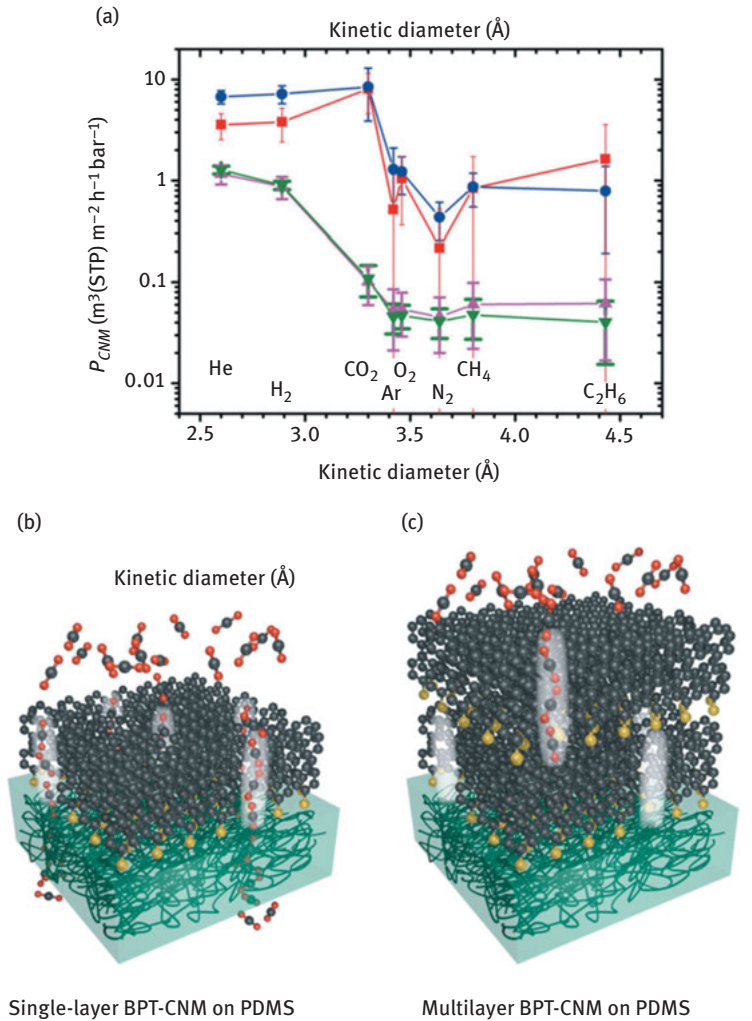 (a)
Kinetic diameter (Å)
P_CNM (m³(STP) m⁻² h⁻¹ bar⁻¹)
10
1
0.1
0.01
He
H₂
CO₂
Ar
O₂
N₂
CH₄
C₂H₆
2.5 3.0 3.5 4.0 4.5
Kinetic diameter (Å)
(b)
(c)
Kinetic diameter (Å)
Single-layer BPT-CNM on PDMS
Multilayer BPT-CNM on PDMS